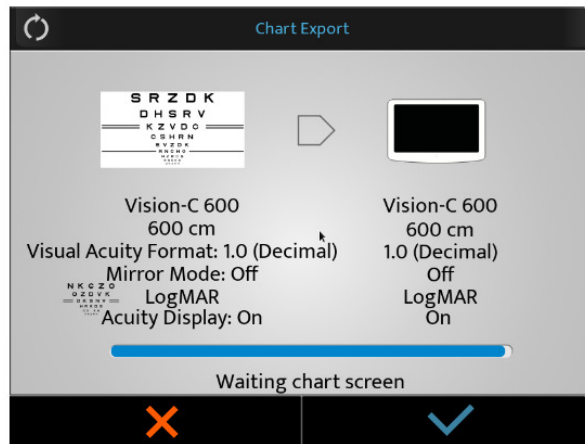 Chart Export
S R Z D K
D H S R V
K Z V D C
C S H R N
S V Z D K
Vision-C 600
Vision-C 600
600 cm
600 cm
Visual Acuity Format: 1.0 (Decimal)
1.0 (Decimal)
Mirror Mode: Off
Off
N K C Z O
O Z D V K
LogMAR
LogMAR
Acuity Display: On
On
Waiting chart screen